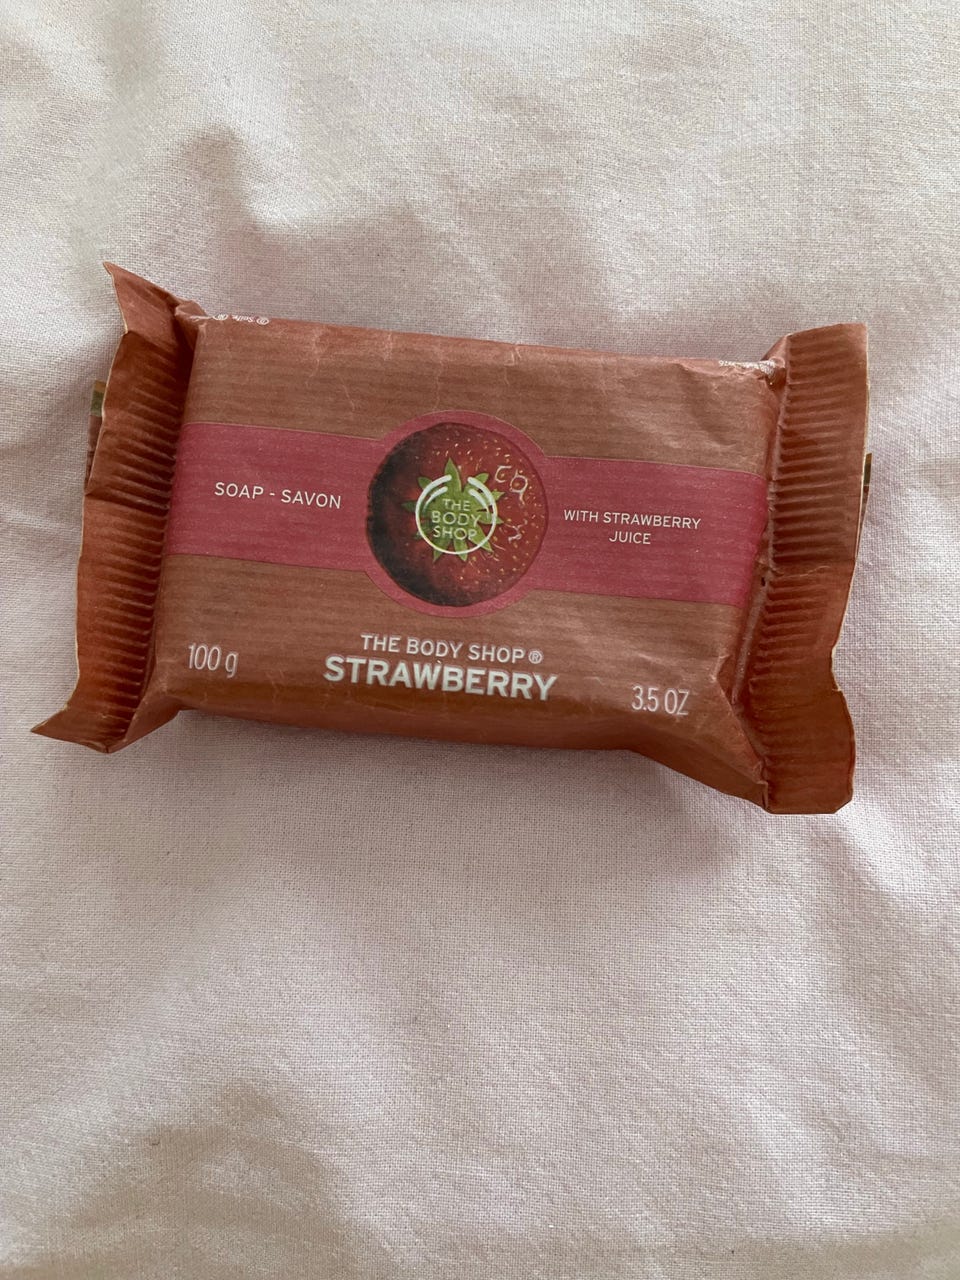 SOAP - SAVON
THE
BODY
SHOP
WITH STRAWBERRY
JUICE
THE BODY SHOP®
STRAWBERRY
100 g
3.5 OZ